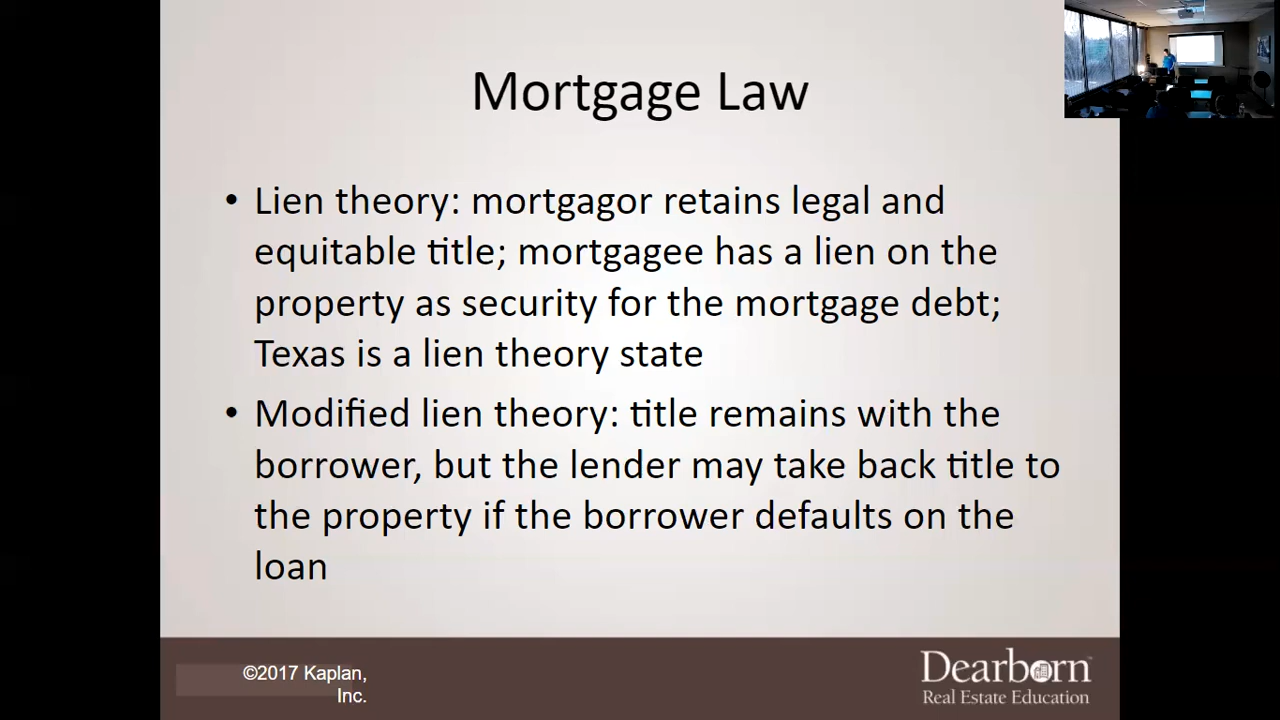 Mortgage Law
• Lien theory: mortgagor retains legal and
equitable title; mortgagee has a lien on the
property as security for the mortgage debt;
Texas is a lien theory state
• Modified lien theory: title remains with the
borrower, but the lender may take back title to
the property if the borrower defaults on the
loan
©2017 Kaplan,
Inc.
Dearborn™
Real Estate Education